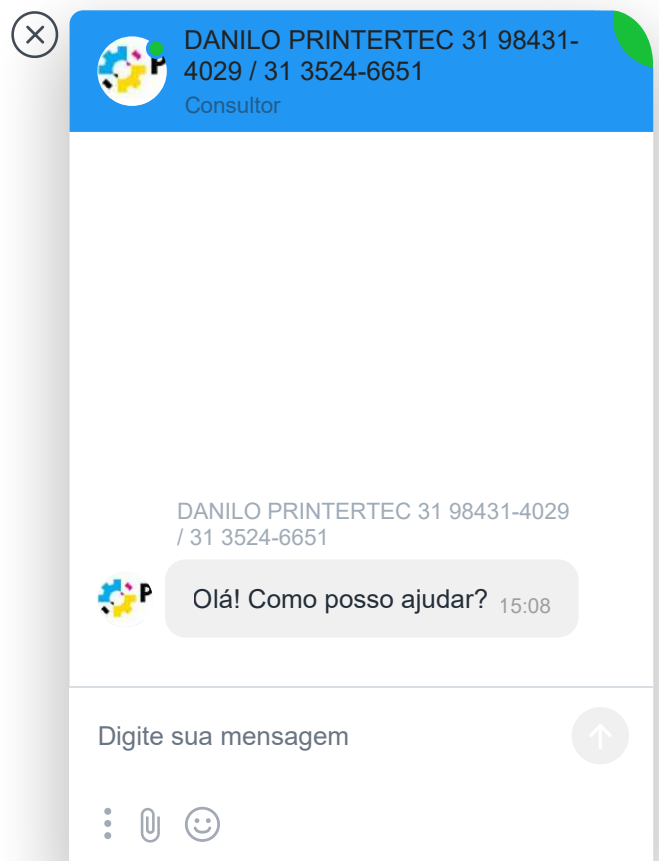 DANILO PRINTERTEC 31 98431-
4029 / 31 3524-6651
Consultor
DANILO PRINTERTEC 31 98431-4029
/ 31 3524-6651
Olá! Como posso ajudar? 15:08
Digite sua mensagem